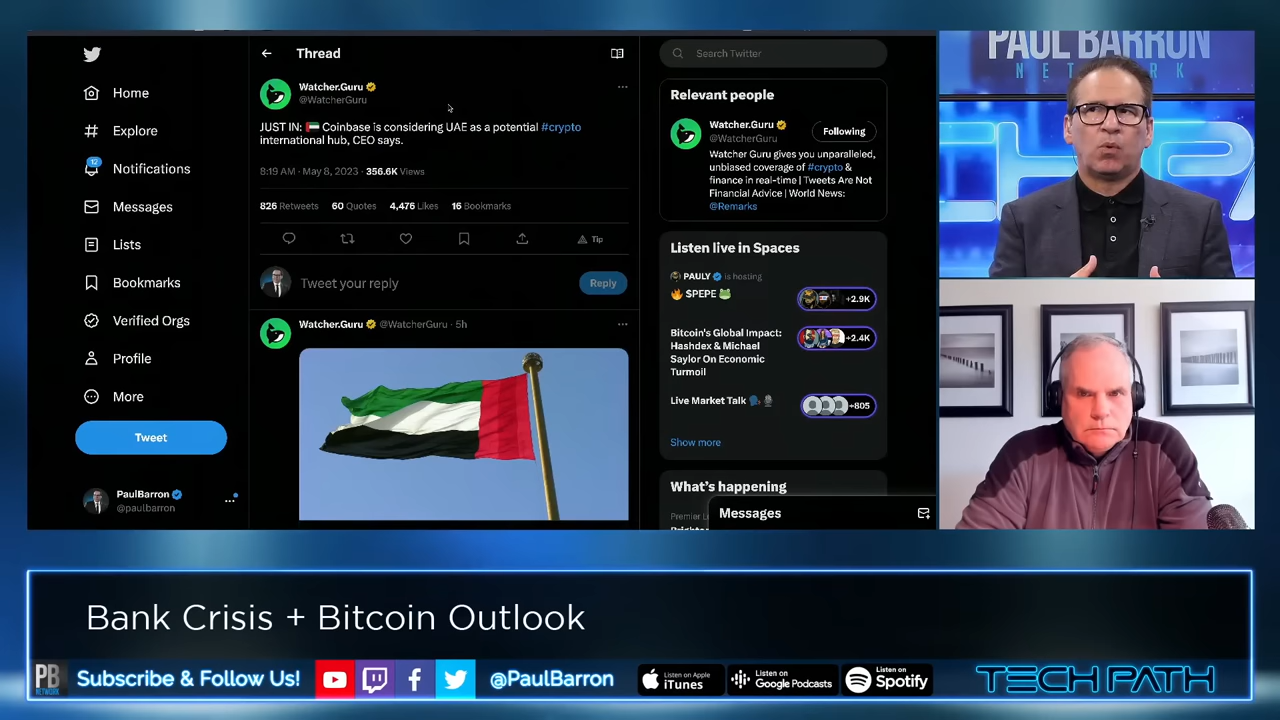 Home
Explore
12
Notifications
Messages
Lists
Bookmarks
Verified Orgs
Profile
More
Tweet
PaulBarron
@paulbarron
Thread
Watcher.Guru
@WatcherGuru
JUST IN: 🇦🇪 Coinbase is considering UAE as a potential #crypto
international hub, CEO says.
8:19 AM · May 8, 2023 · 356.6K Views
826 Retweets 60 Quotes 4,476 Likes 16 Bookmarks
Tip
Tweet your reply
Reply
Watcher.Guru @WatcherGuru · 5h
Search Twitter
Relevant people
Watcher.Guru
@WatcherGuru
Following
Watcher Guru gives you unparalleled,
unbiased coverage of #crypto &
finance in real-time | Tweets Are Not
Financial Advice | World News:
@Remarks
Listen live in Spaces
PAULY is hosting
🔥 $PEPE 🐸
+2.9K
Bitcoin's Global Impact:
Hashdex & Michael
Saylor On Economic
Turmoil
+2.4K
Live Market Talk
+805
Show more
What's happening
Messages
PAUL BARRON
NETWORK
Bank Crisis + Bitcoin Outlook
PB
NETWORK
Subscribe & Follow Us!
@PaulBarron
Listen on Apple
iTunes
Listen on
Google Podcasts
Listen on
Spotify
TECH PATH